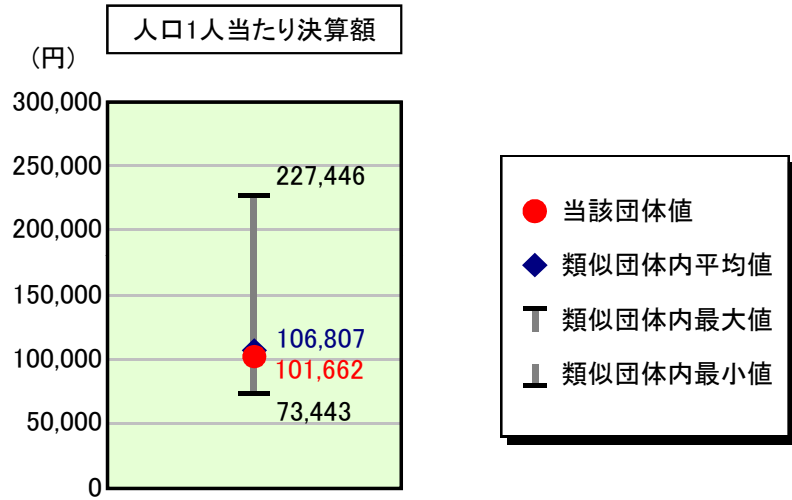 人口1人当たり決算額
（円）
300,000
250,000
200,000
150,000
100,000
50,000
0
227,446
106,807
101,662
73,443
当該団体値
類似団体内平均値
類似団体内最大値
類似団体内最小値